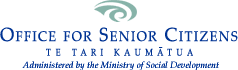 OFFICE FOR SENIOR CITIZENS
TE TARI KAUMĀTUA
Administered by the Ministry of Social Development